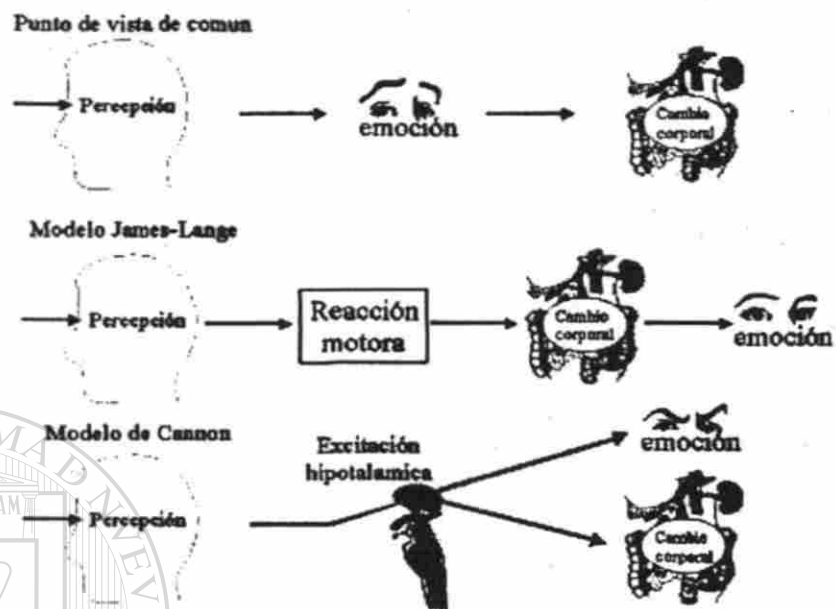 Punto de vista de comun
Percepción
emoción
Cambio
corporal
Modelo James-Lange
Percepción
Reacción
motora
Cambio
corporal
emoción
Modelo de Cannon
Excitación
hipotalamica
emoción
Percepción
Cambio
corporal